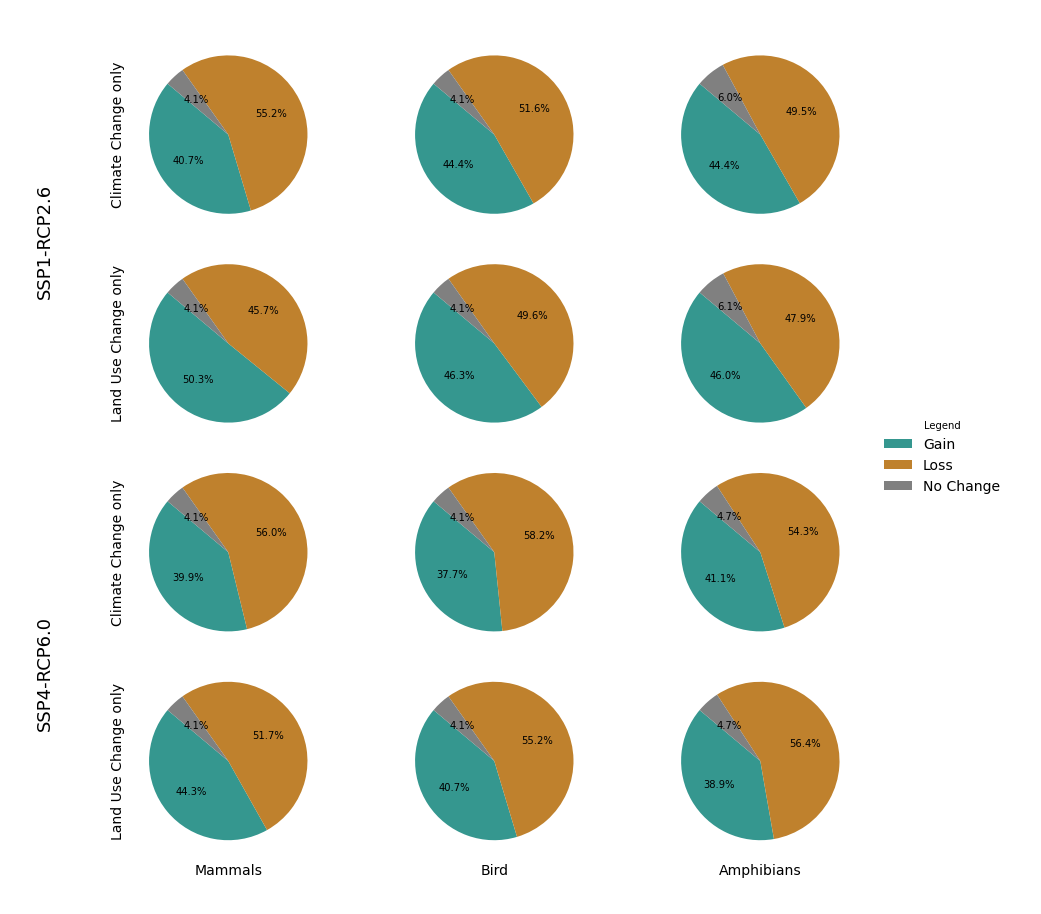 SSP1-RCP2.6
Climate Change only
4.1%
55.2%
40.7%
4.1%
51.6%
44.4%
6.0%
49.5%
44.4%
Land Use Change only
4.1%
45.7%
50.3%
4.1%
49.6%
46.3%
6.1%
47.9%
46.0%
Legend
Gain
Loss
No Change
SSP4-RCP6.0
Climate Change only
4.1%
56.0%
39.9%
4.1%
58.2%
37.7%
4.7%
54.3%
41.1%
Land Use Change only
4.1%
51.7%
44.3%
4.1%
55.2%
40.7%
4.7%
56.4%
38.9%
Mammals
Bird
Amphibians